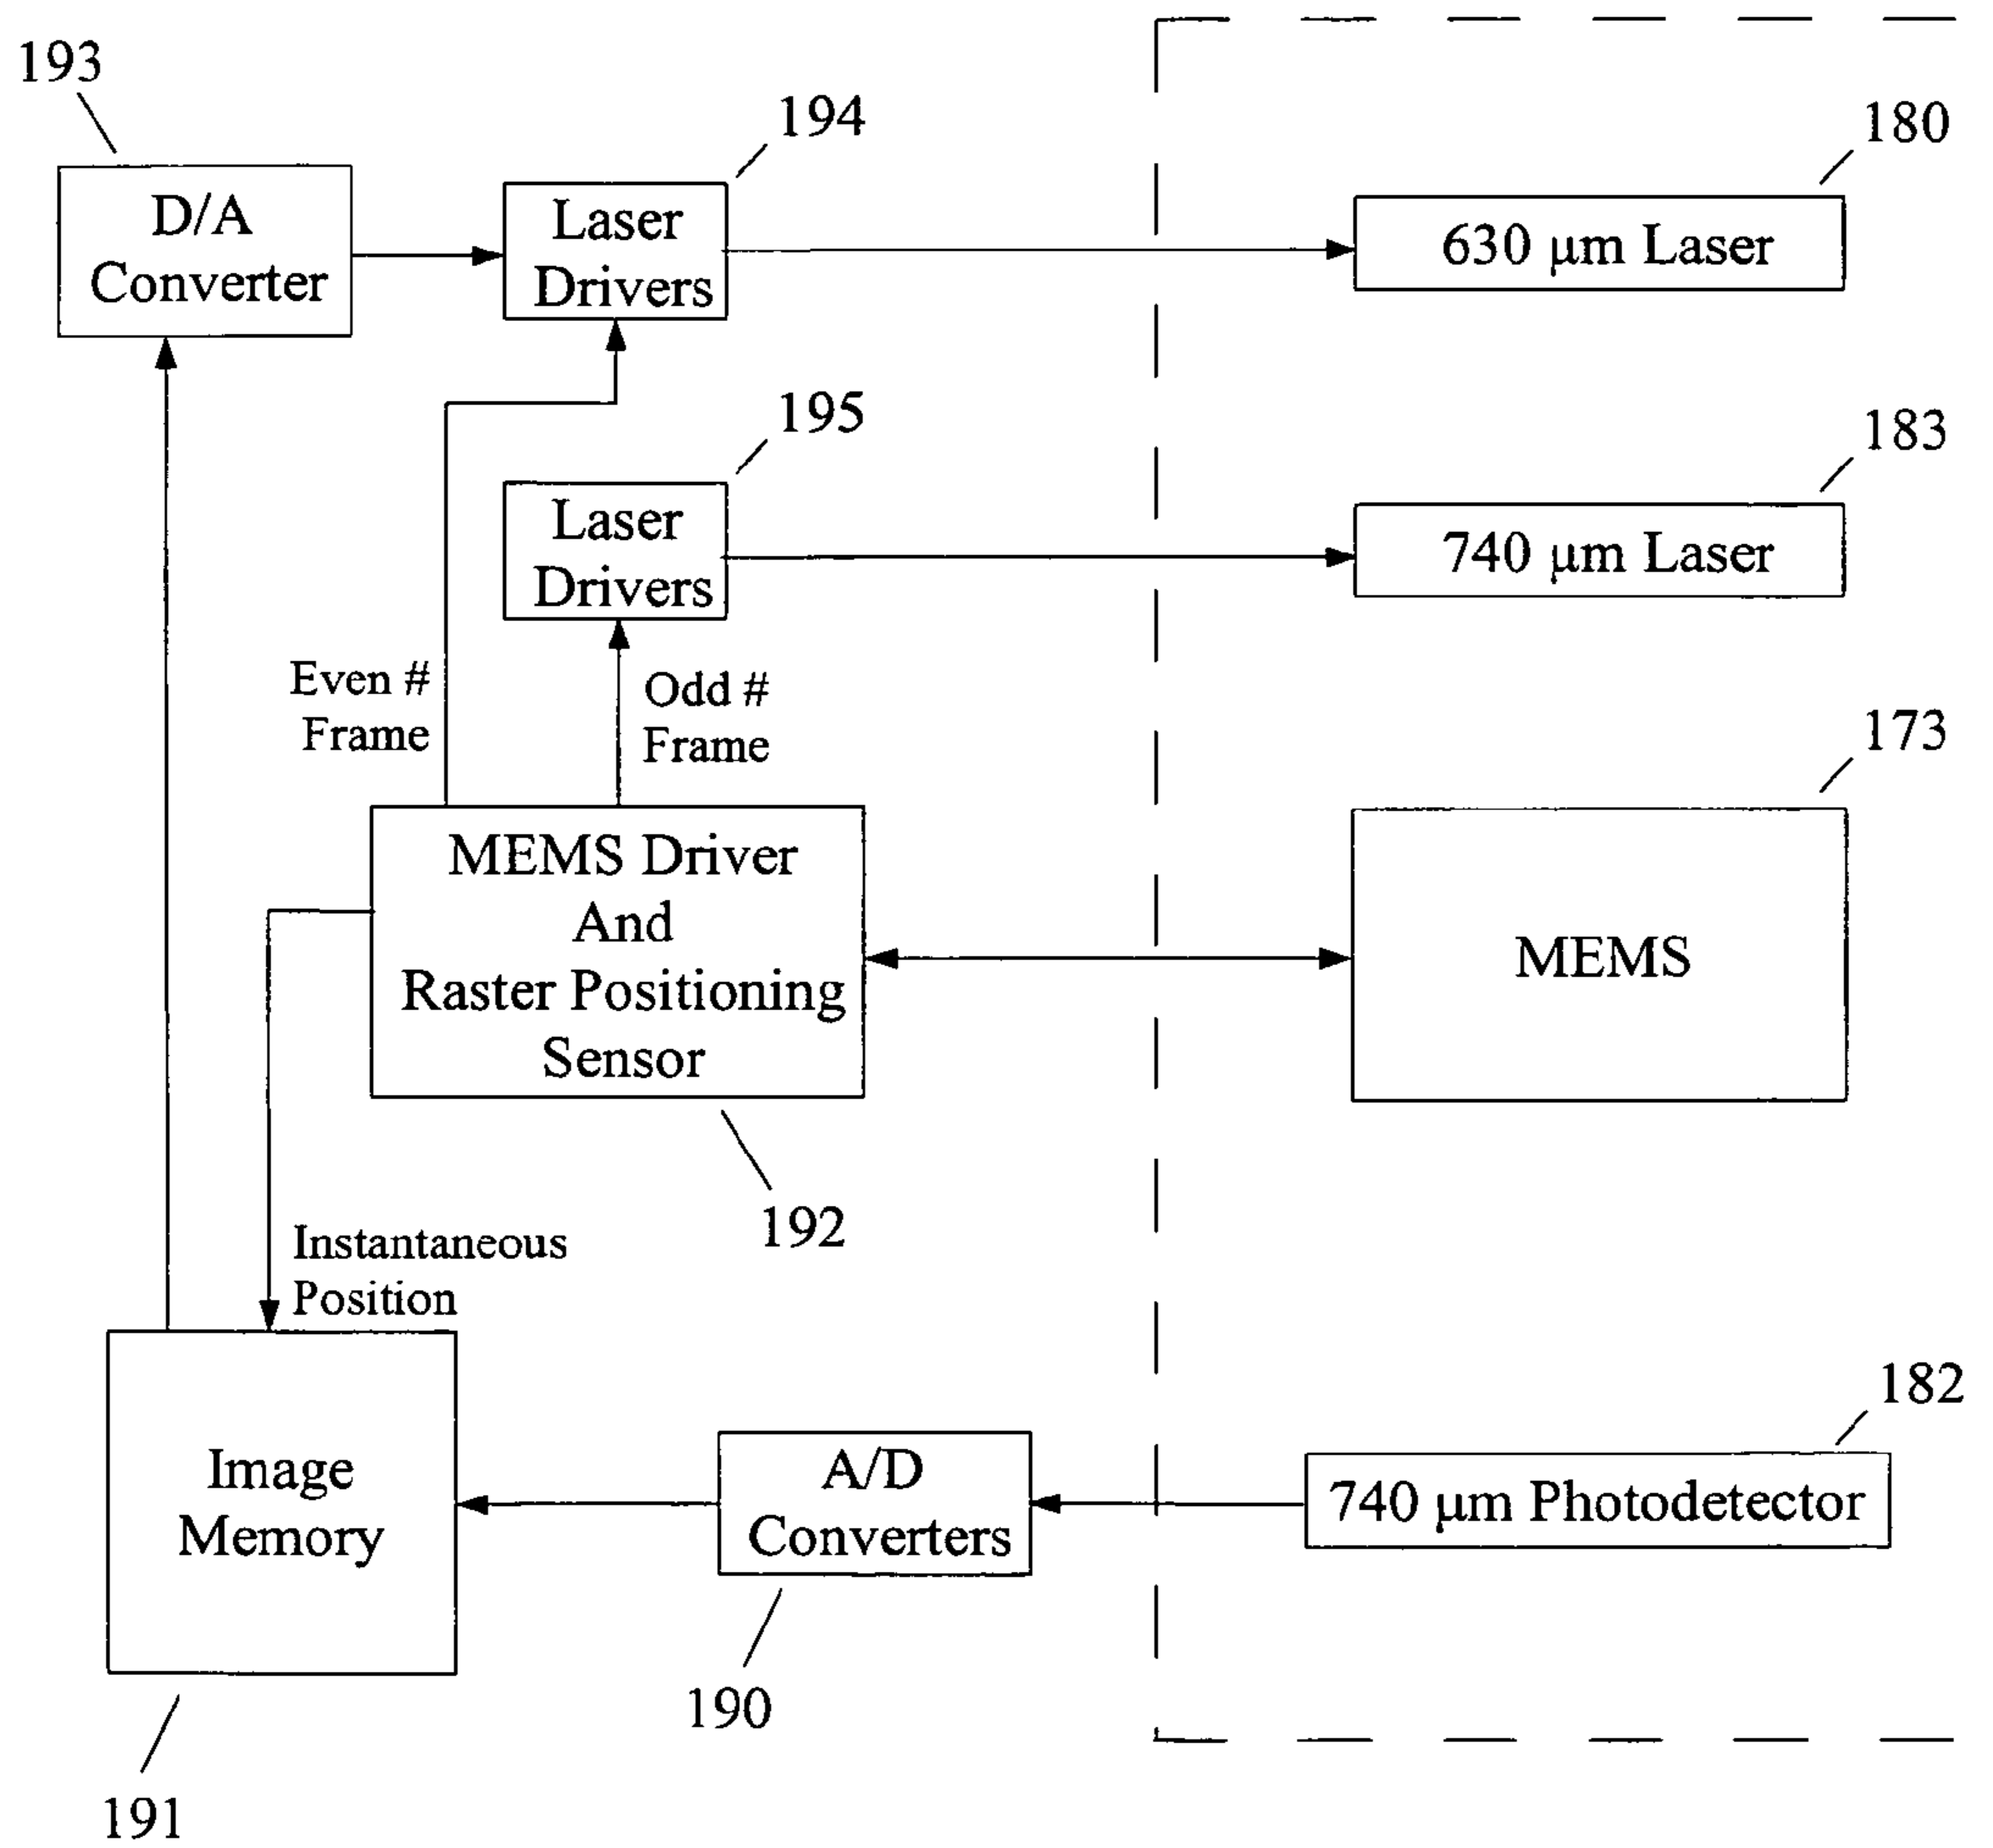 193
194
180
D/A
Converter
Laser
Drivers
630 μm Laser
195
183
Laser
Drivers
740 μm Laser
Even #
Frame
Odd #
Frame
173
MEMS Driver
And
Raster Positioning
Sensor
MEMS
192
Instantaneous
Position
182
Image
Memory
A/D
Converters
740 μm Photodetector
190
191